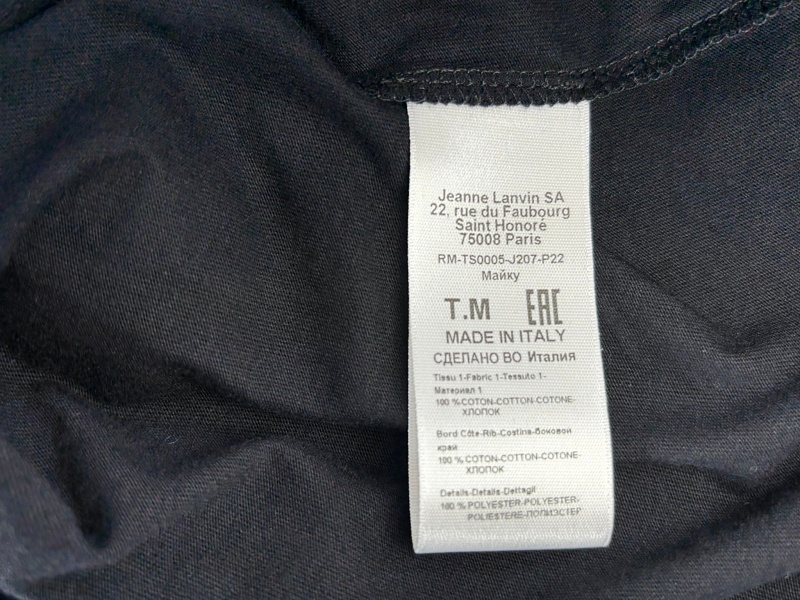 Jeanne Lanvin SA
22, rue du Faubourg
Saint Honoré
75008 Paris
RM-TS0005-J207-P22
Майку
T.M EAC
MADE IN ITALY
СДЕЛАНО ВО Италия
Tissu 1-Fabric 1-Tessuto 1-
Материал 1
100 %COTON-COTTON-COTONE-
ХЛОПОК
Bord Côte-Rib-Costina-боковой
край
100 % COTON-COTTON-COTONE-
ХЛОПОК
Details-Details-Dettagli
100 % POLYESTER-POLYESTER-
POLIESTERE-ПОЛИЭСТЕР